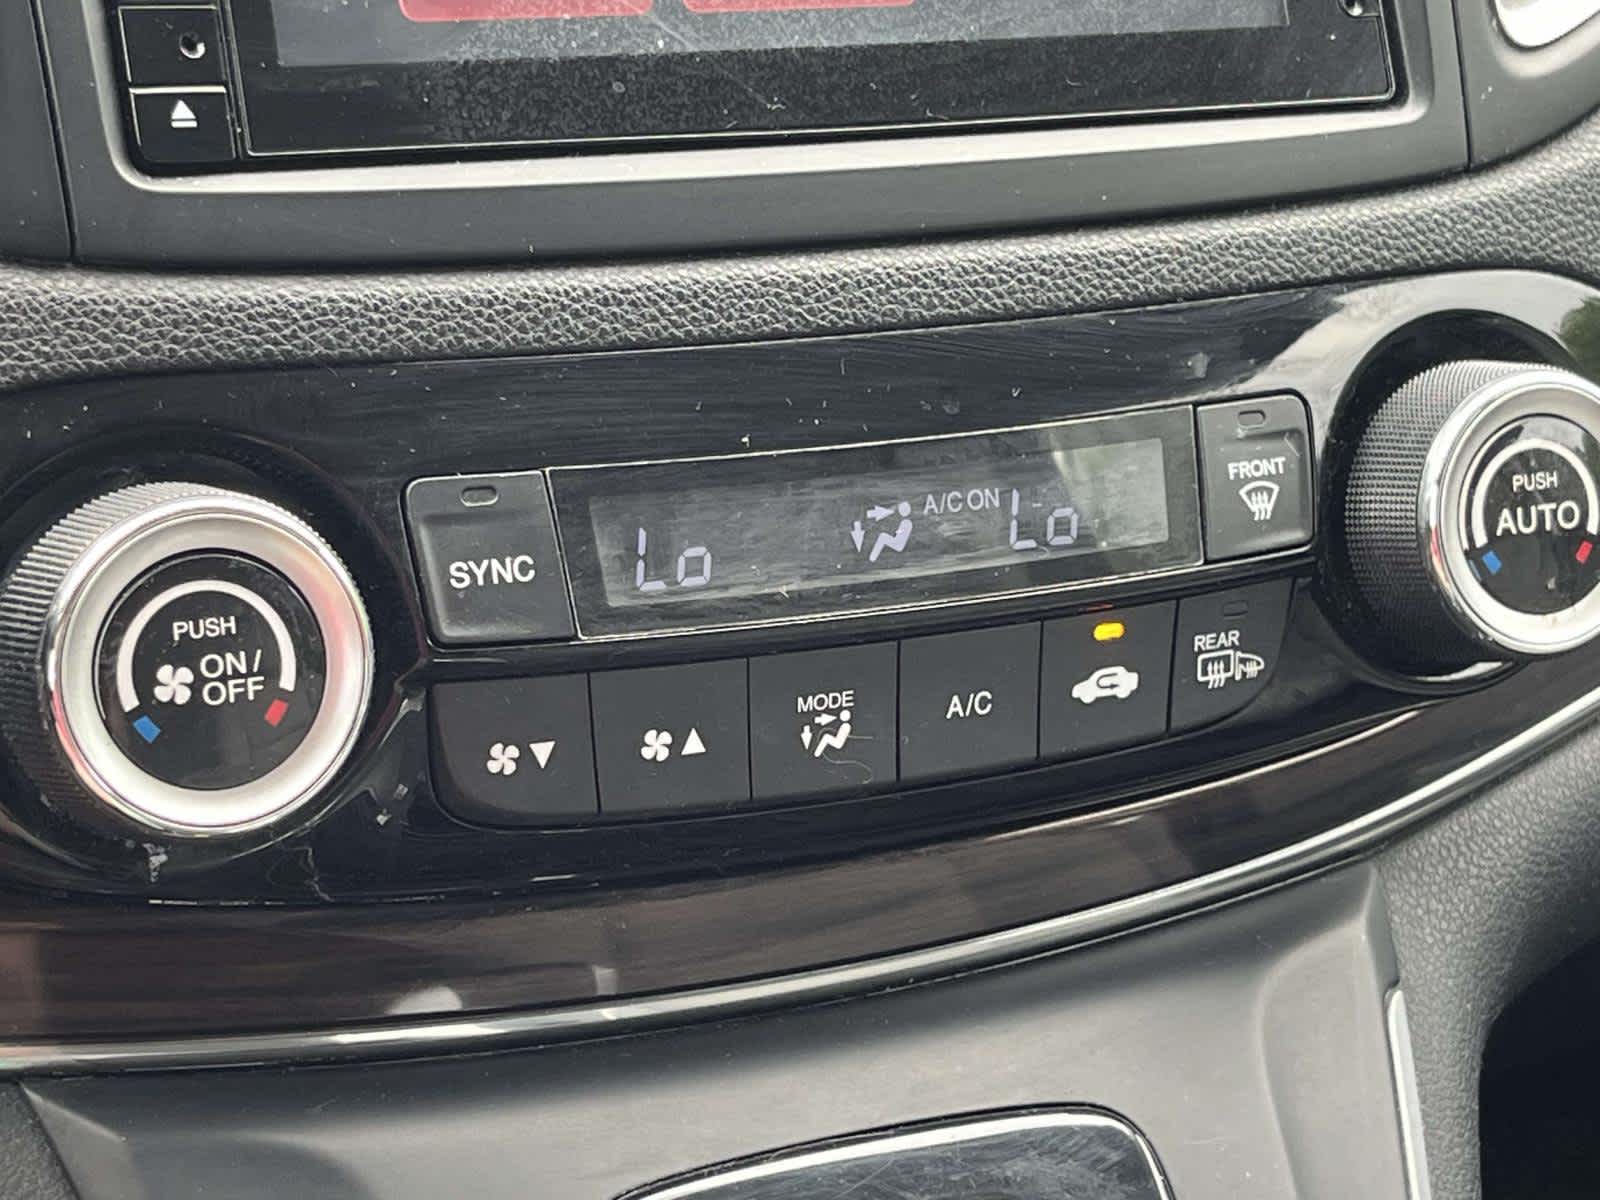 PUSH
ON/
OFF
SYNC
Lo
A/C ON
Lo
FRONT
PUSH
AUTO
MODE
A/C
REAR